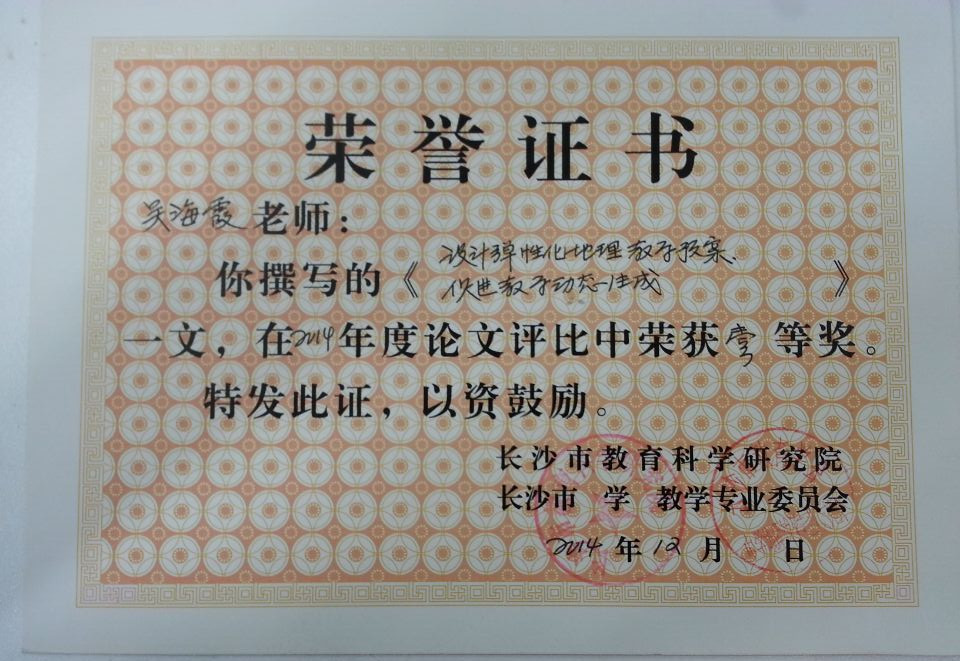 荣誉证书
吴海霞老师：
你撰写的《设计弹性化地理教学预案、
促进教学动态生成》
一文，在2014年度论文评比中荣获壹等奖。
特发此证，以资鼓励。
长沙市教育科学研究院
长沙市 学 教学专业委员会
2014年12月 日